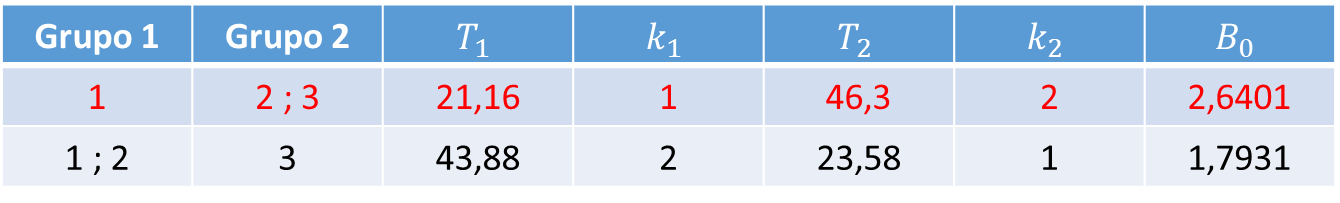 Grupo 1 Grupo 2 T₁ k₁ T₂ k₂ B₀
1 2 ; 3 21,16 1 46,3 2 2,6401
1 ; 2 3 43,88 2 23,58 1 1,7931